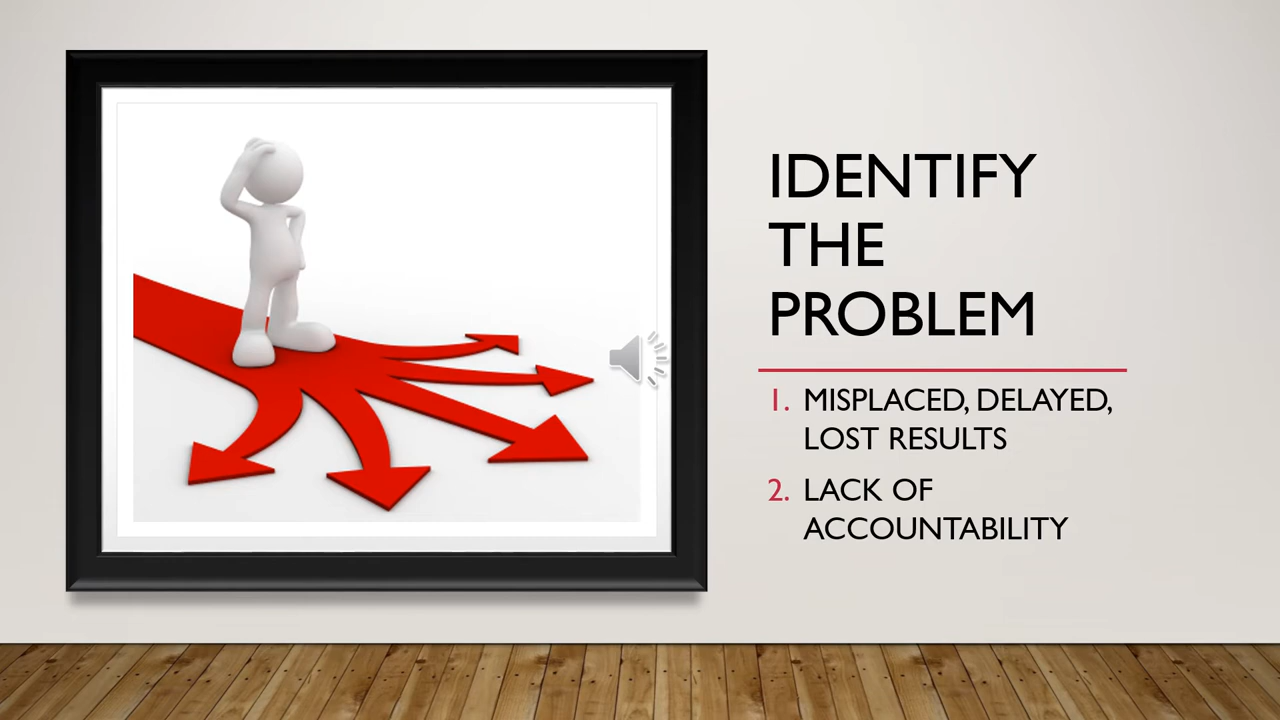 IDENTIFY
THE
PROBLEM
1. MISPLACED, DELAYED,
LOST RESULTS
2. LACK OF
ACCOUNTABILITY